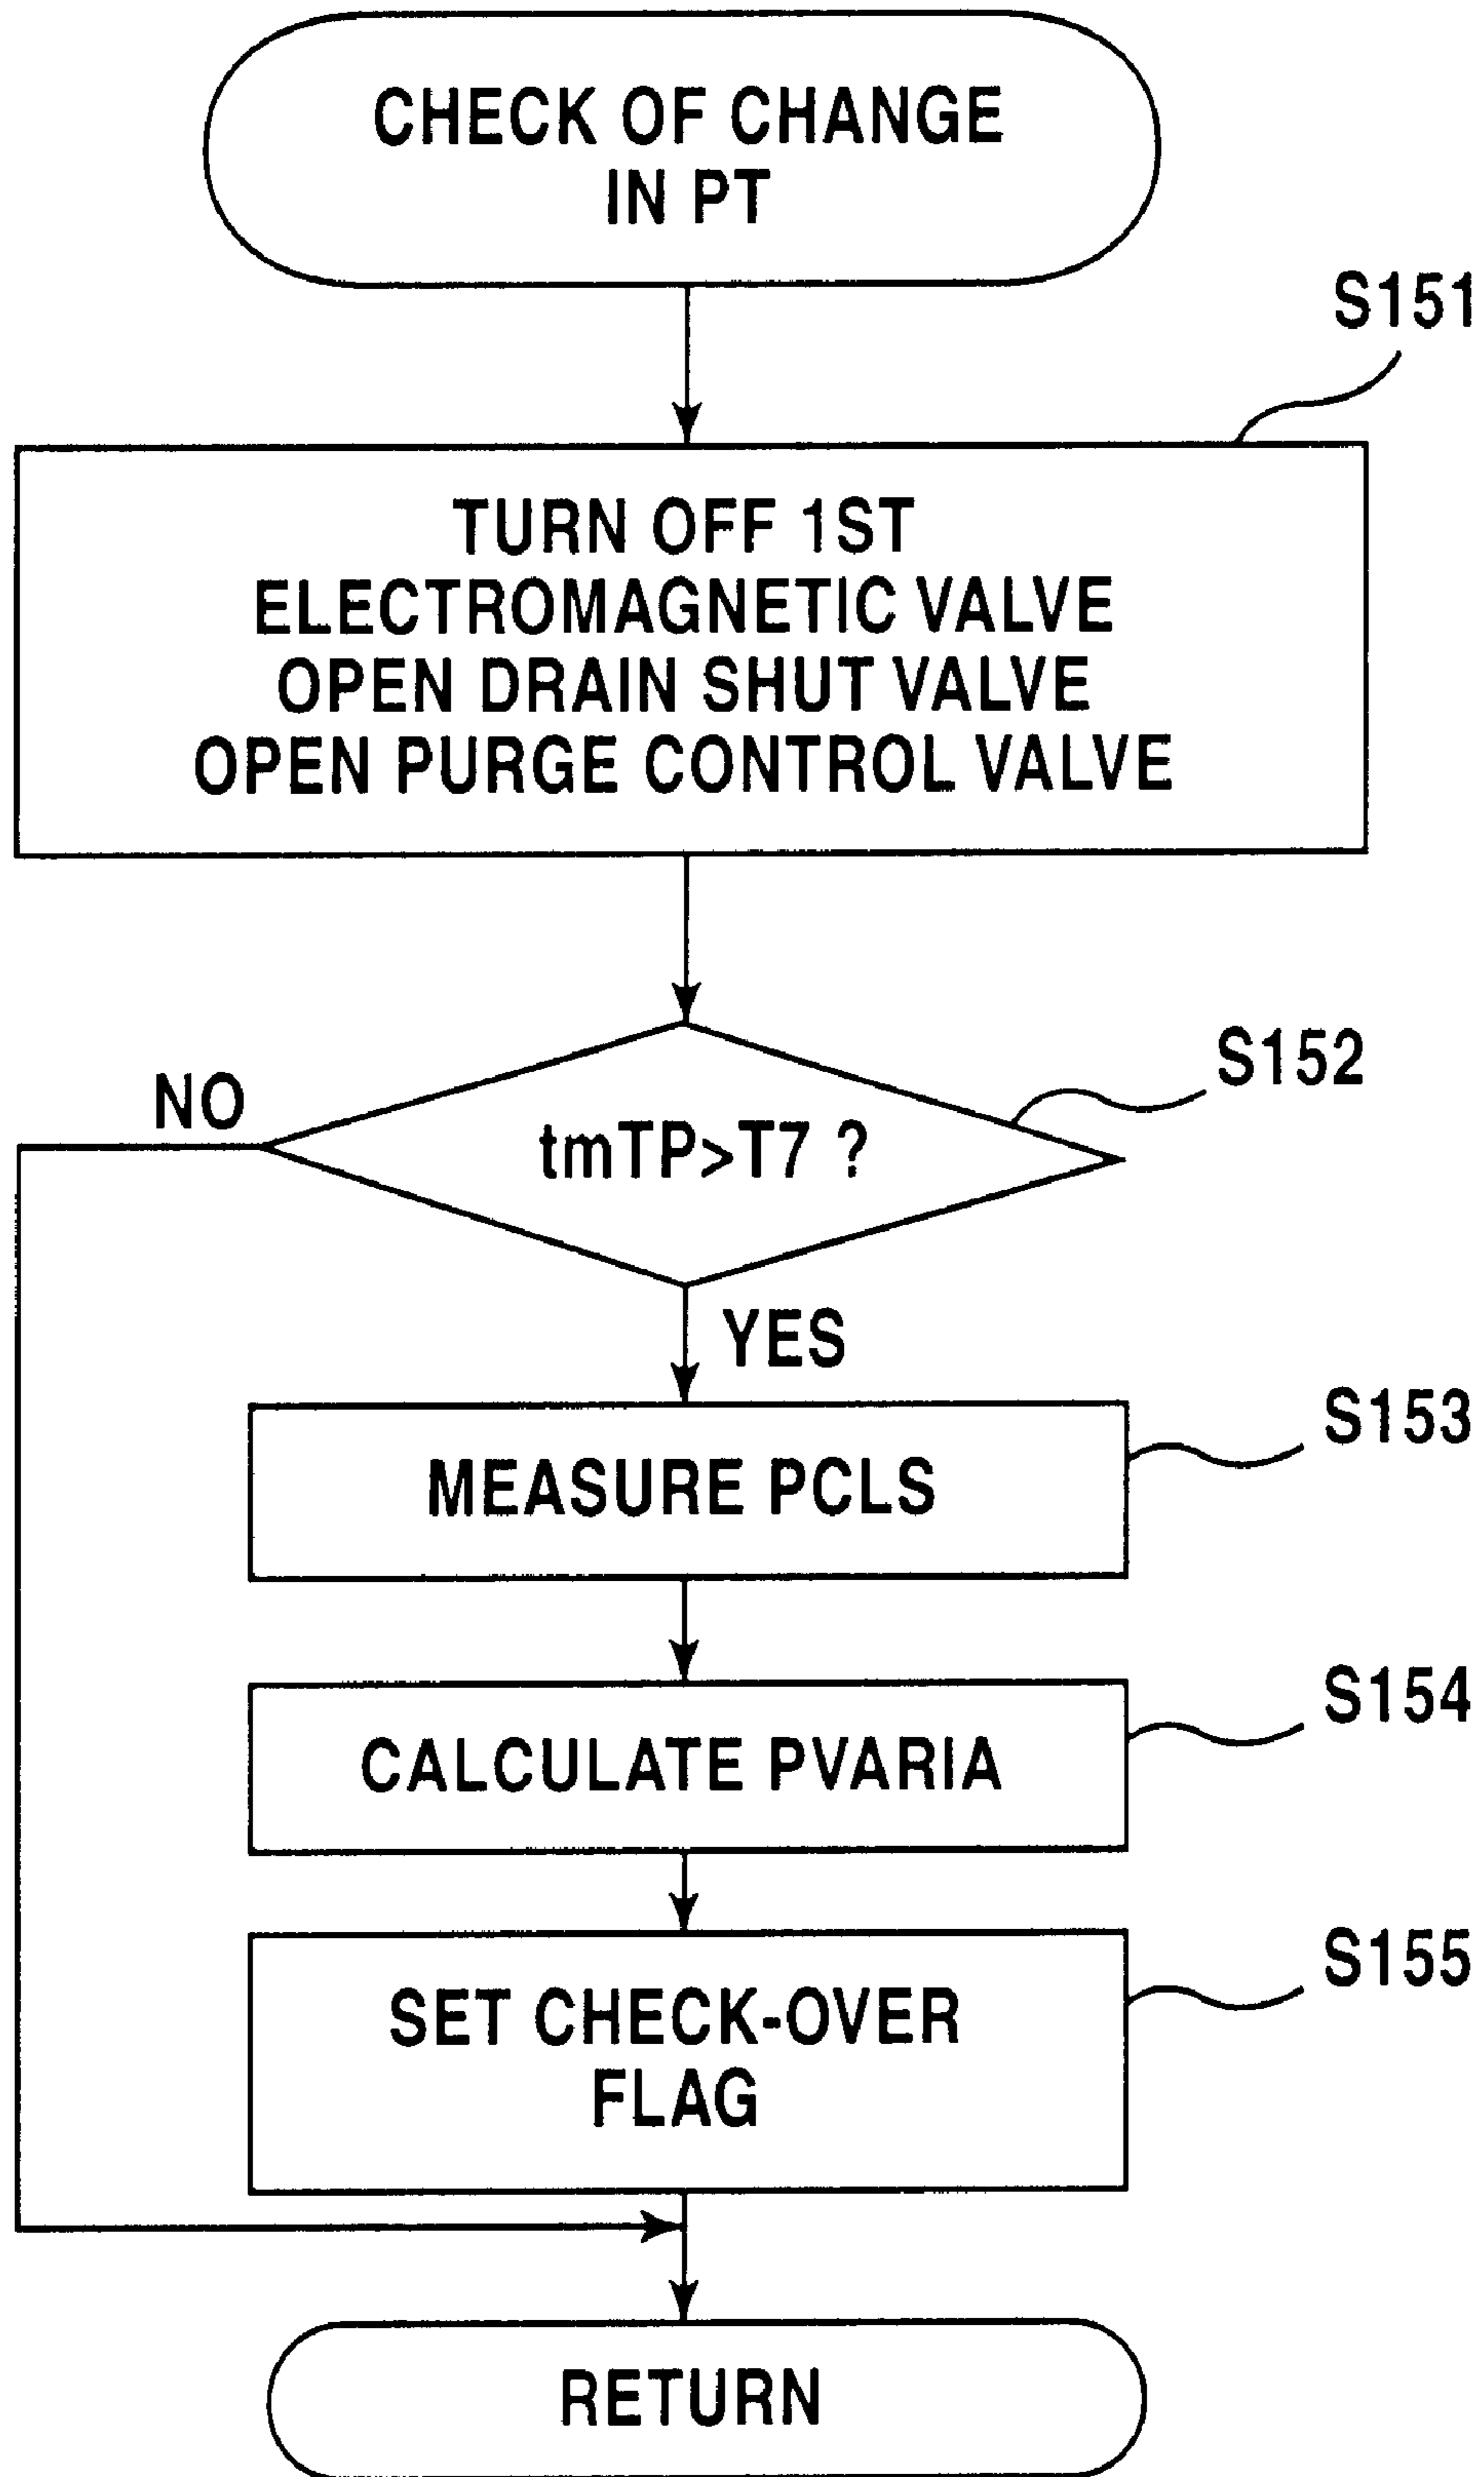 CHECK OF CHANGE
IN PT
S151
TURN OFF 1ST
ELECTROMAGNETIC VALVE
OPEN DRAIN SHUT VALVE
OPEN PURGE CONTROL VALVE
S152
NO
tmTP>T7 ?
YES
S153
MEASURE PCLS
S154
CALCULATE PVARIA
S155
SET CHECK-OVER
FLAG
RETURN